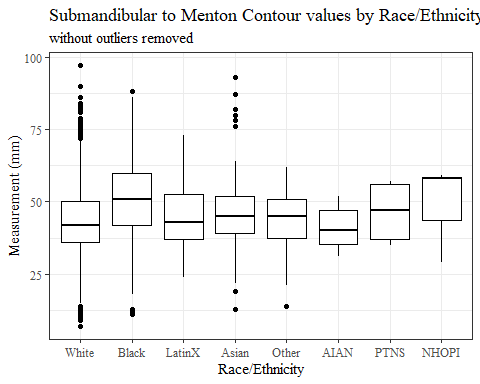 Submandibular to Menton Contour values by Race/Ethnicity
without outliers removed
Measurement (mm)
100
75
50
25
White Black LatinX Asian Other AIAN PTNS NHOPI
Race/Ethnicity